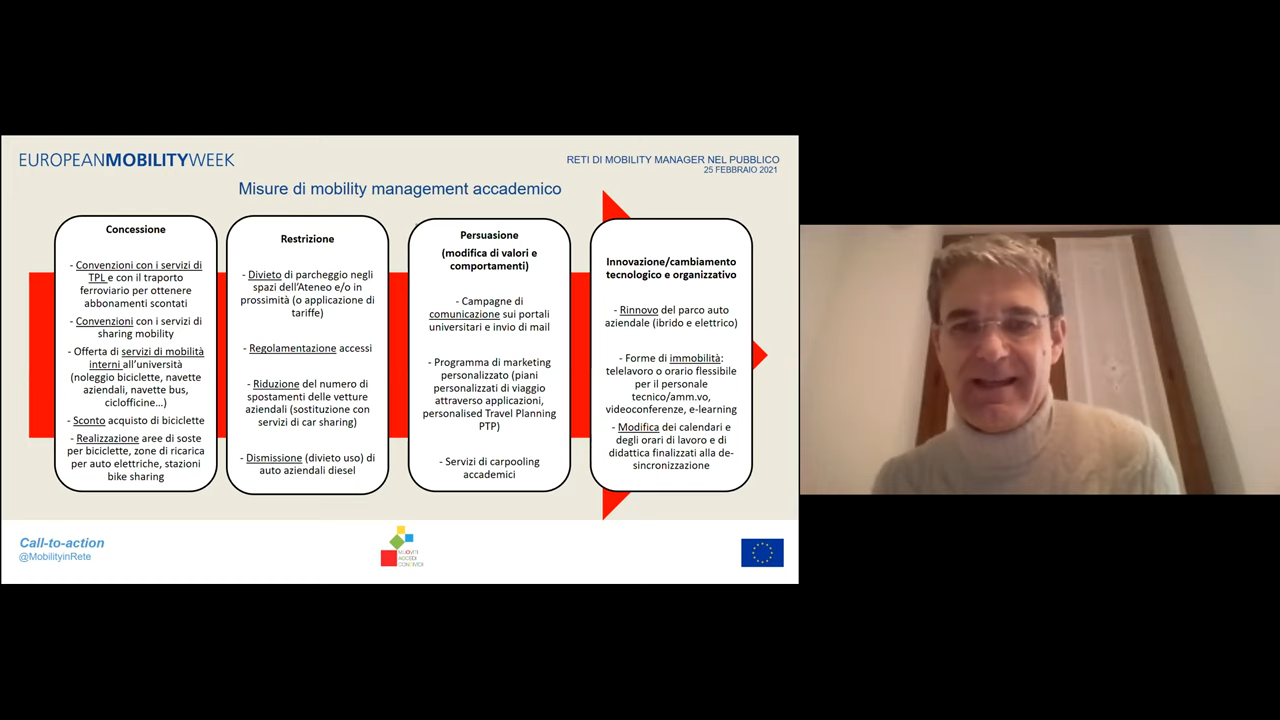 EUROPEANMOBILITYWEEK
RETI DI MOBILITY MANAGER NEL PUBBLICO
25 FEBBRAIO 2021
Misure di mobility management accademico
Concessione
- Convenzioni con i servizi di
TPL e con il traporto
ferroviario per ottenere
abbonamenti scontati
- Convenzioni con i servizi di
sharing mobility
- Offerta di servizi di mobilità
interni all'università
(noleggio biciclette, navette
aziendali, navette bus,
ciclofficine...)
- Sconto acquisto di biciclette
- Realizzazione aree di soste
per biciclette, zone di ricarica
per auto elettriche, stazioni
bike sharing
Restrizione
- Divieto di parcheggio negli
spazi dell'Ateneo e/o in
prossimità (o applicazione di
tariffe)
- Regolamentazione accessi
- Riduzione del numero di
spostamenti delle vetture
aziendali (sostituzione con
servizi di car sharing)
- Dismissione (divieto uso) di
auto aziendali diesel
Persuasione
(modifica di valori e
comportamenti)
- Campagne di
comunicazione sui portali
universitari e invio di mail
- Programma di marketing
personalizzato (piani
personalizzati di viaggio
attraverso applicazioni,
personalised Travel Planning
PTP)
- Servizi di carpooling
accademici
Innovazione/cambiamento
tecnologico e organizzativo
- Rinnovo del parco auto
aziendale (ibrido e elettrico)
- Forme di immobilità:
telelavoro o orario flessibile
per il personale
tecnico/amm.vo,
videoconferenze, e-learning
- Modifica dei calendari e
degli orari di lavoro e di
didattica finalizzati alla de-
sincronizzazione
Call-to-action
@MobilityinRete
MUOVITI
ACCEDI
CONDIVIDI